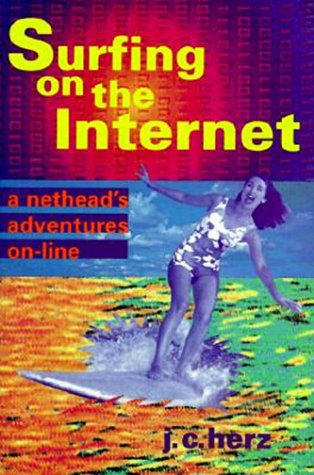 Surfing
on the
Internet
a nethead's
adventures
on-line
j.c.herz